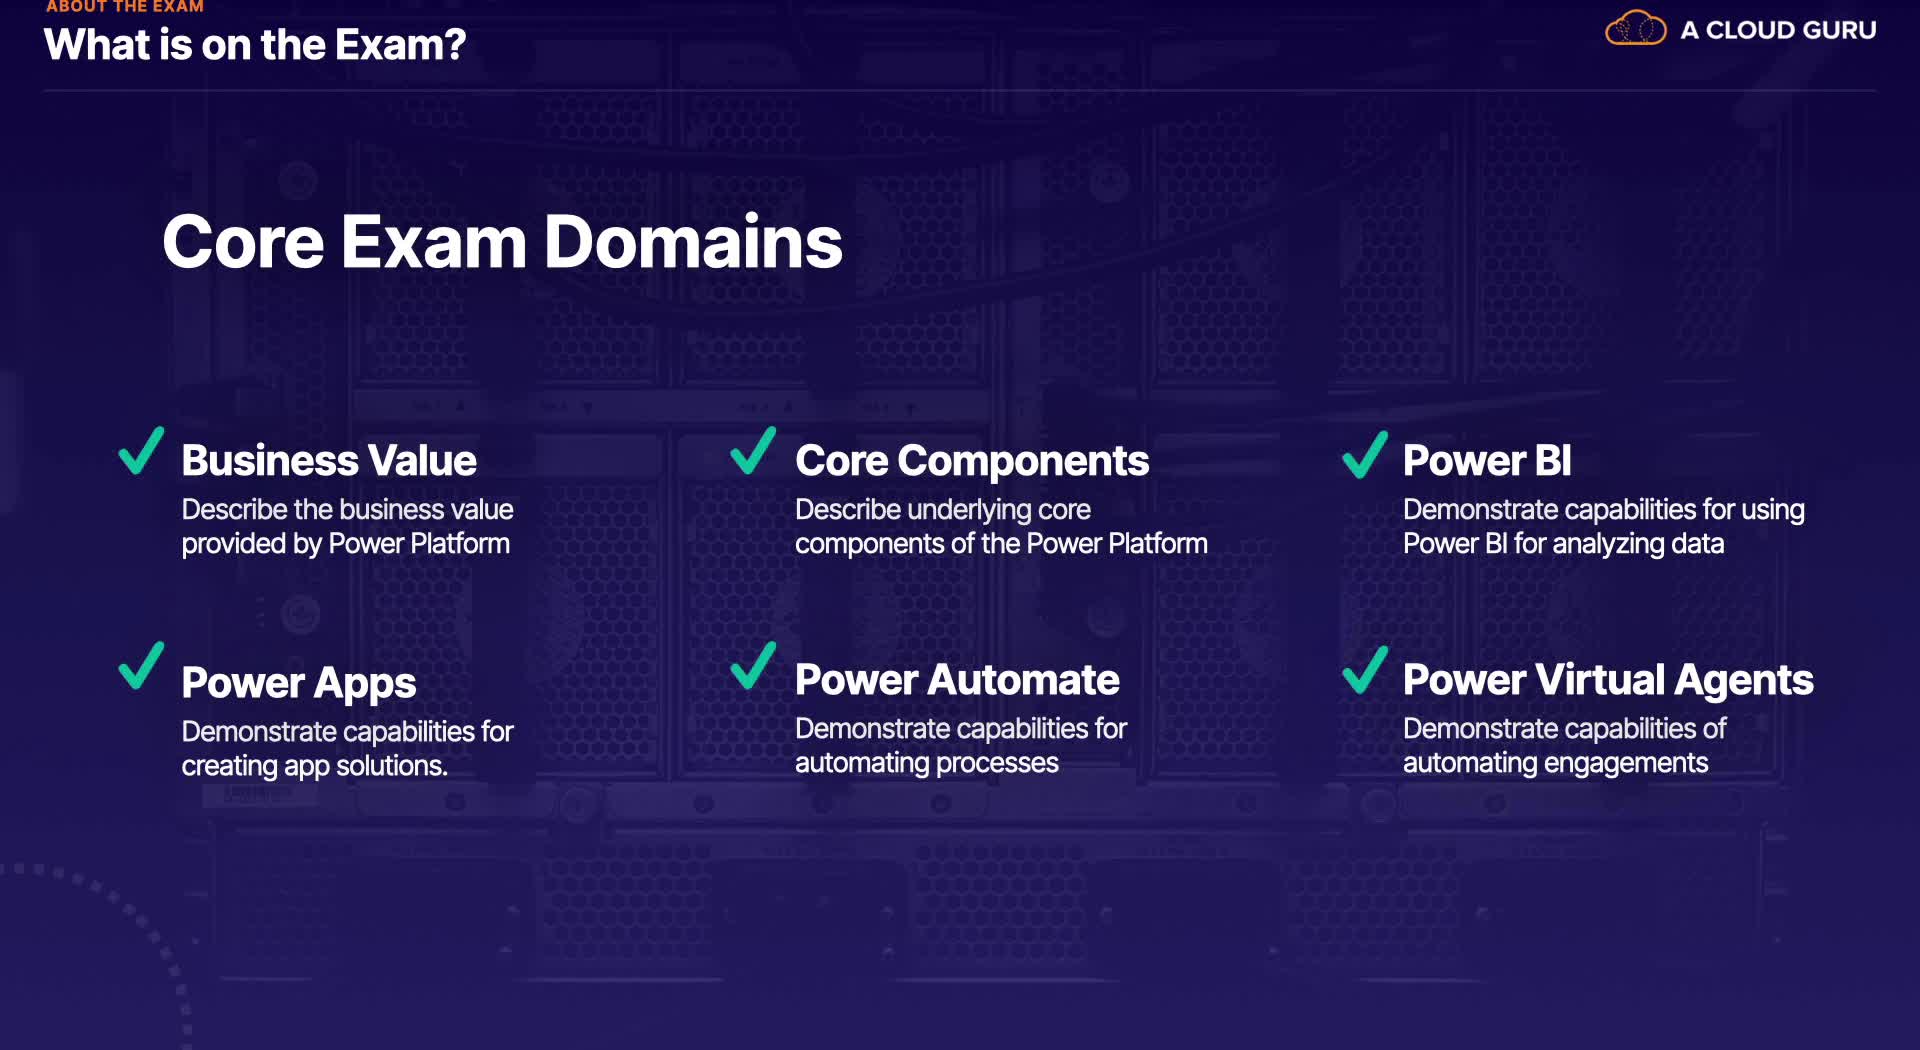 ABOUT THE EXAM
What is on the Exam?
A CLOUD GURU
Core Exam Domains
Business Value
Describe the business value
provided by Power Platform
Core Components
Describe underlying core
components of the Power Platform
Power BI
Demonstrate capabilities for using
Power BI for analyzing data
Power Apps
Demonstrate capabilities for
creating app solutions.
Power Automate
Demonstrate capabilities for
automating processes
Power Virtual Agents
Demonstrate capabilities of
automating engagements